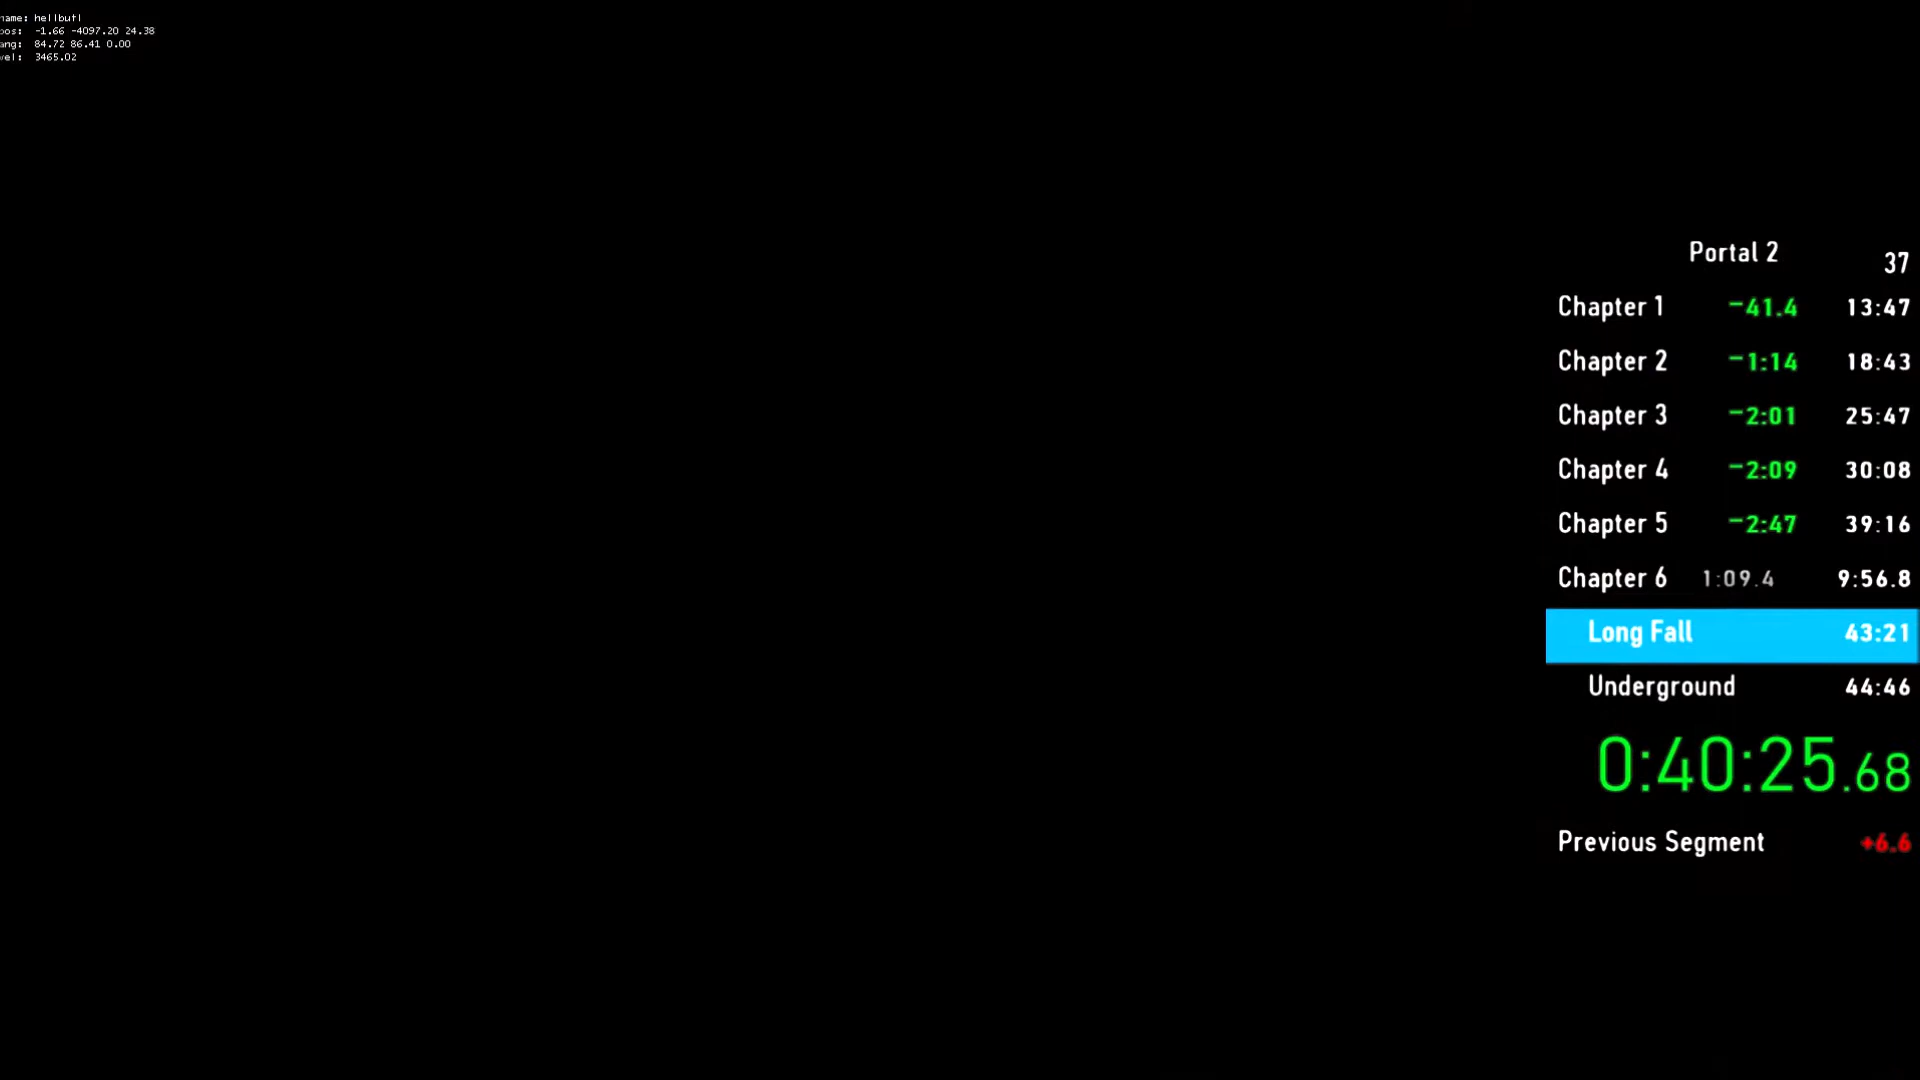 name: hellbutl
pos: -1.66 -4097.20 24.38
ang: 84.72 86.41 0.00
vel: 3465.02
Portal 2
37
Chapter 1 -41.4 13:47
Chapter 2 -1:14 18:43
Chapter 3 -2:01 25:47
Chapter 4 -2:09 30:08
Chapter 5 -2:47 39:16
Chapter 6 1:09.4 9:56.8
Long Fall 43:21
Underground 44:46
0:40:25.68
Previous Segment +6.6